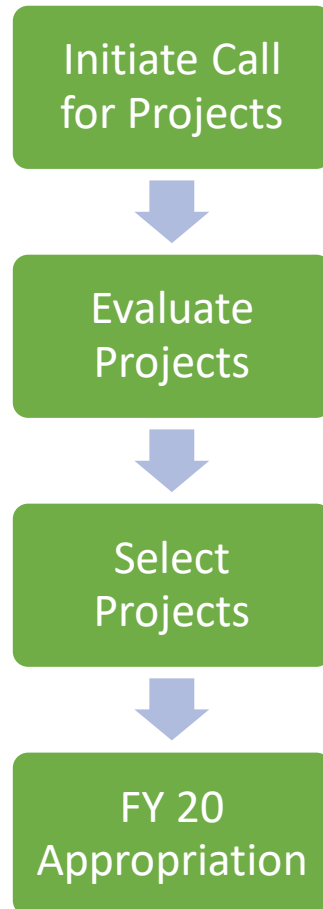 Initiate Call
for Projects
Evaluate
Projects
Select
Projects
FY 20
Appropriation